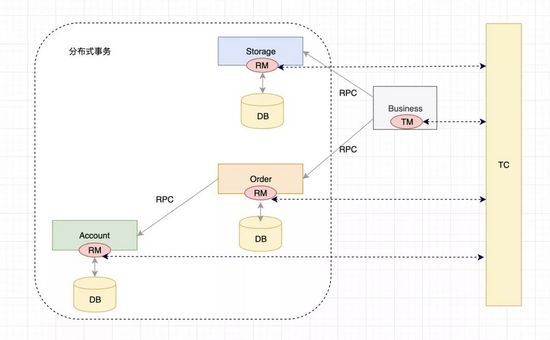 分布式事务
Storage
RM
DB
RPC
Business
TM
RPC
TC
Order
RM
DB
RPC
Account
RM
DB